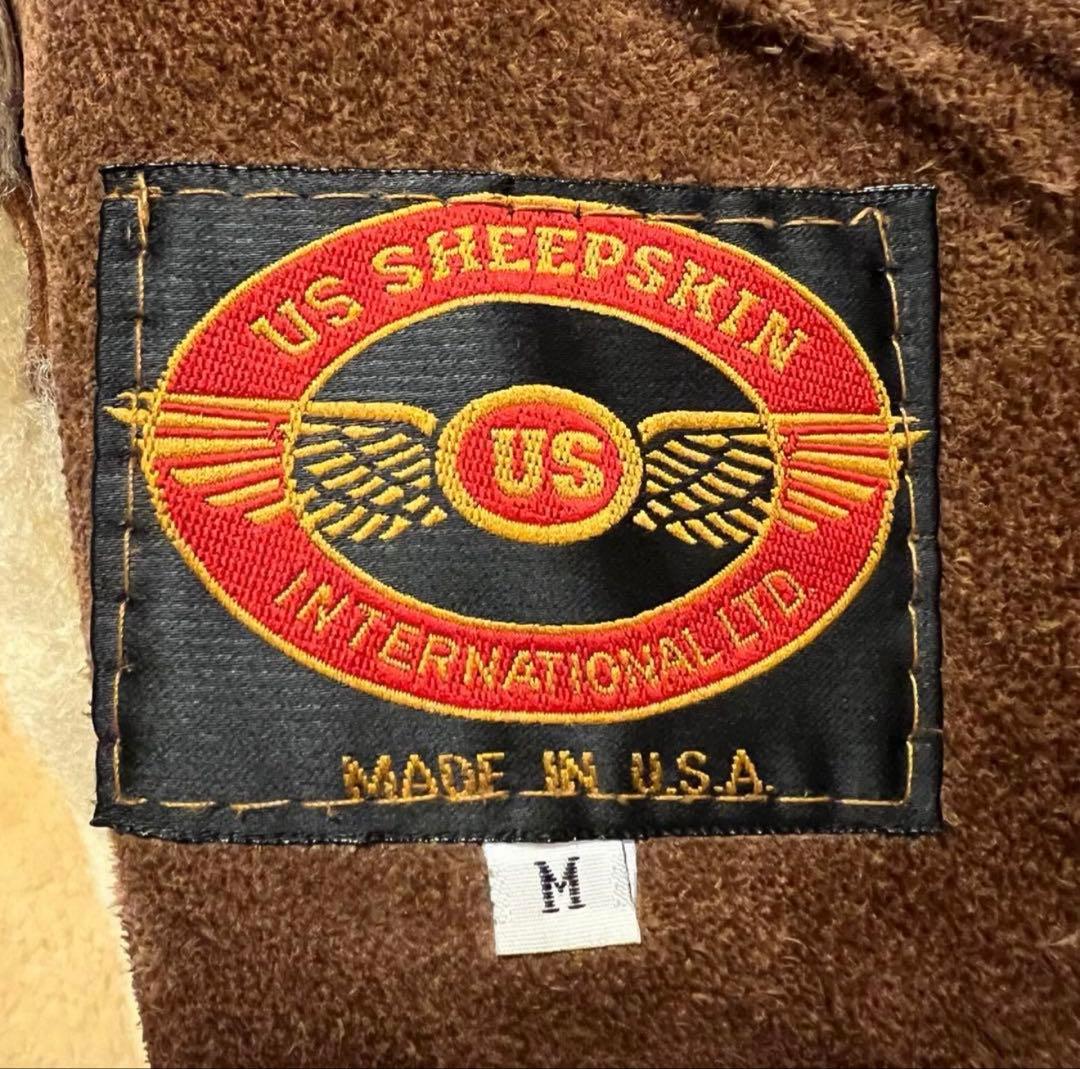 US SHEEPSKIN
US
INTERNATIONAL LTD
MADE IN U.S.A.
M